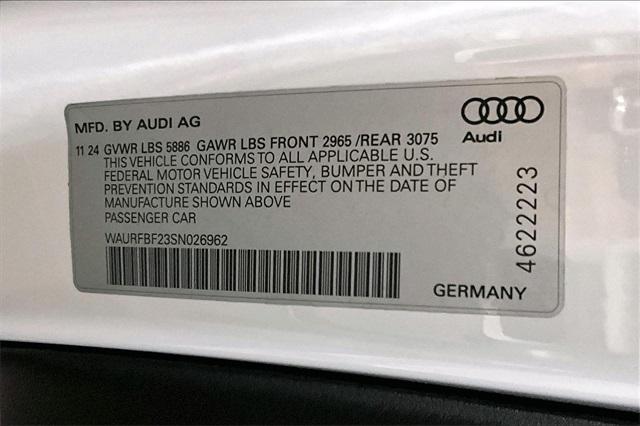 MFD. BY AUDI AG
11 24 GVWR LBS 5886 GAWR LBS FRONT 2965 /REAR 3075
THIS VEHICLE CONFORMS TO ALL APPLICABLE U.S.
FEDERAL MOTOR VEHICLE SAFETY, BUMPER AND THEFT
PREVENTION STANDARDS IN EFFECT ON THE DATE OF
MANUFACTURE SHOWN ABOVE
PASSENGER CAR
WAURFBF23SN026962
Audi
4622223
GERMANY